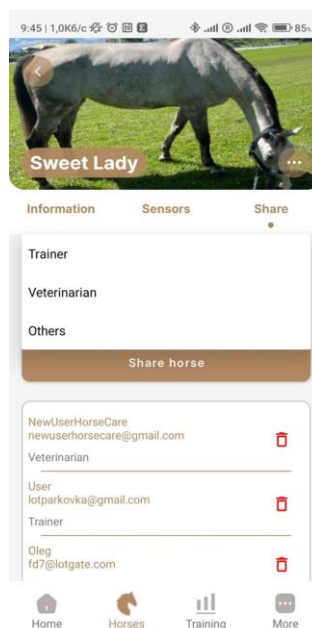 9:45 | 1,0Кб/с
85
Sweet Lady
Information Sensors Share
Trainer
Veterinarian
Others
Share horse
NewUserHorseCare
newuserhorsecare@gmail.com
Veterinarian
User
lotparkovka@gmail.com
Trainer
Oleg
fd7@lotgate.com
Home Horses Training More